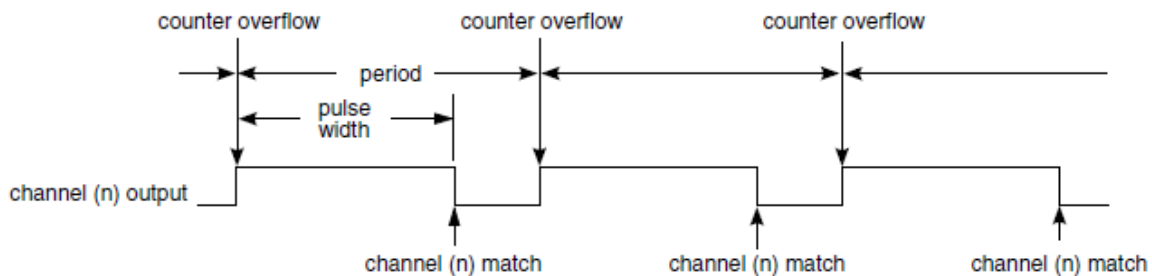 counter overflow counter overflow counter overflow
period
pulse
width
channel (n) output
channel (n) match channel (n) match channel (n) match